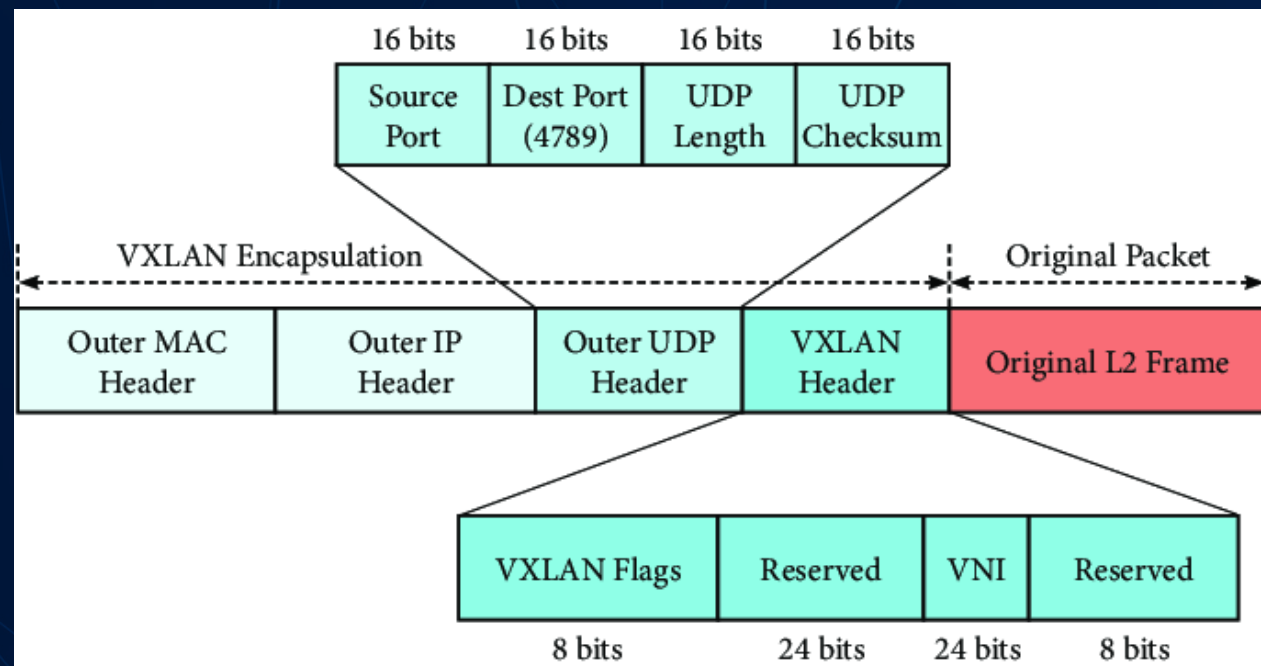 16 bits 16 bits 16 bits 16 bits
Source Port
Dest Port (4789)
UDP Length
UDP Checksum
VXLAN Encapsulation
Original Packet
Outer MAC Header
Outer IP Header
Outer UDP Header
VXLAN Header
Original L2 Frame
VXLAN Flags
Reserved
VNI
Reserved
8 bits 24 bits 24 bits 8 bits